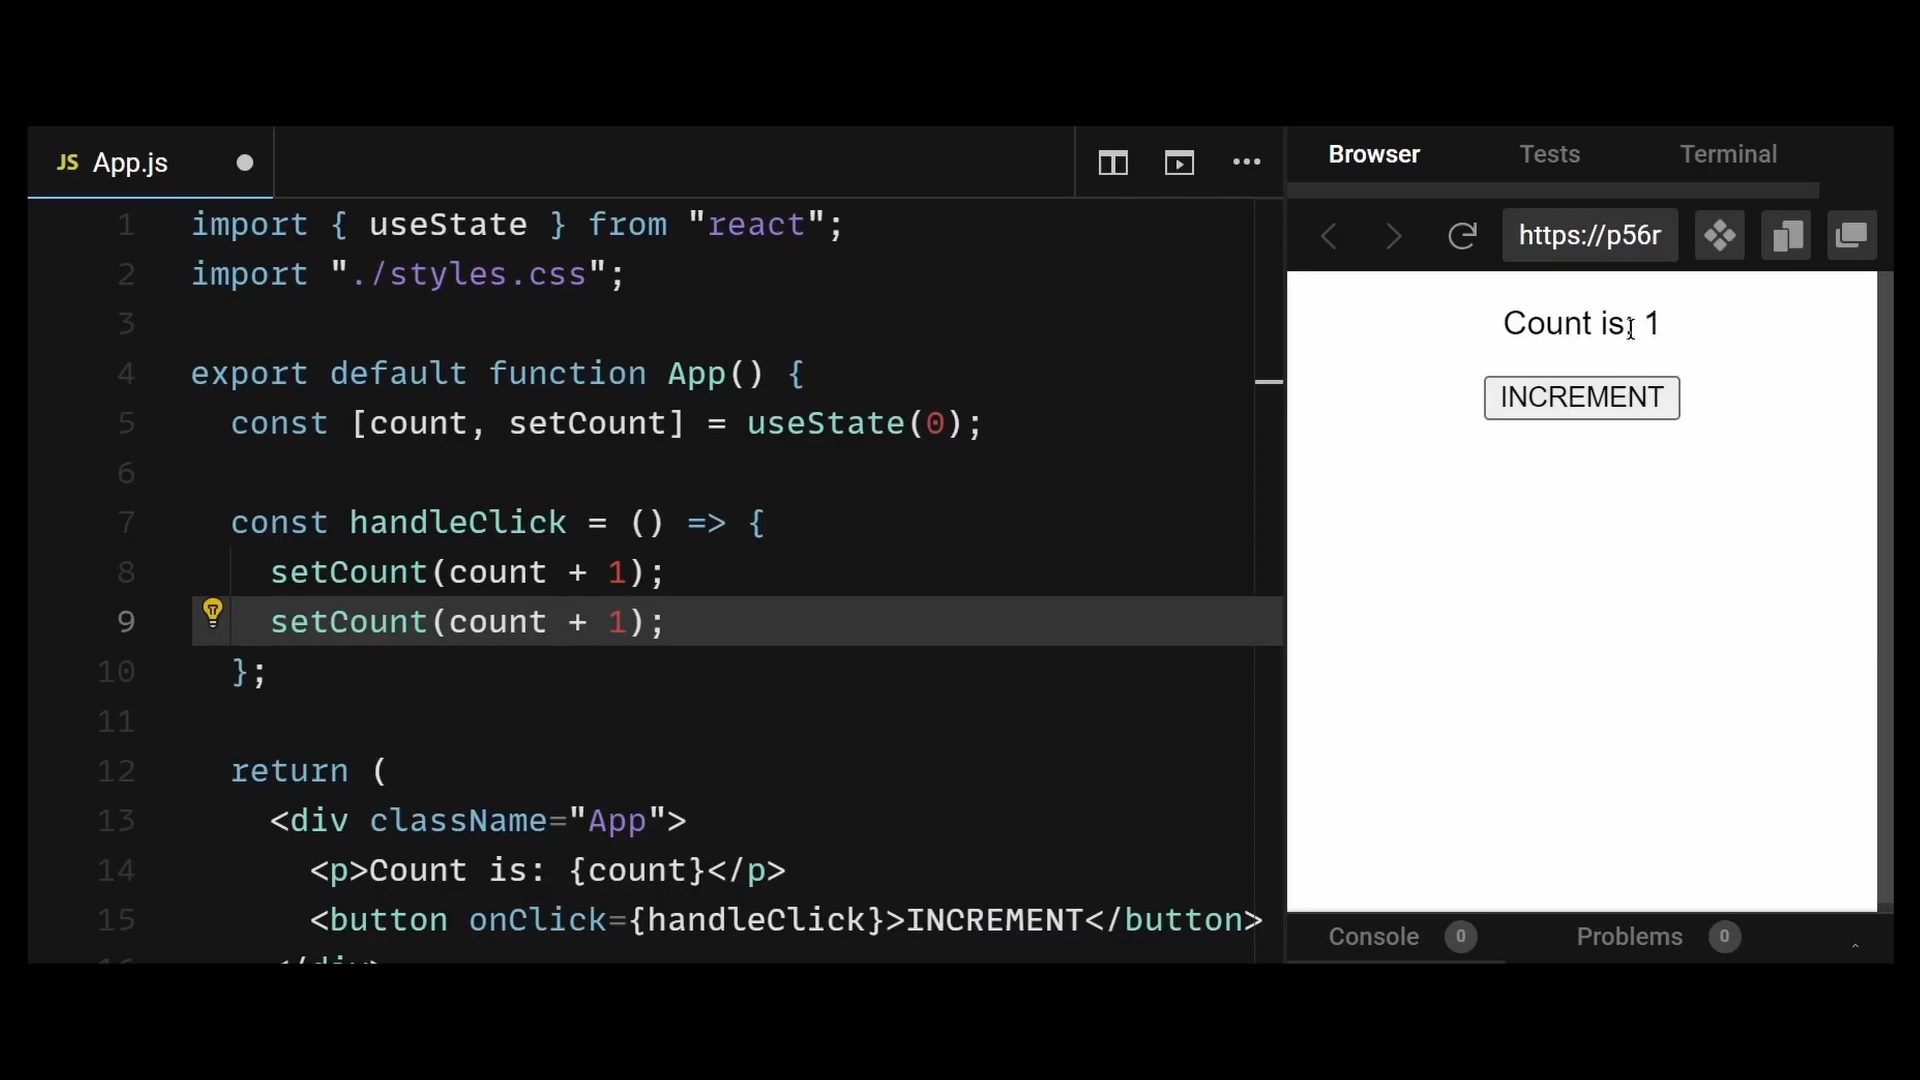 JS App.js
1 import { useState } from "react";
2 import "./styles.css";
3
4 export default function App() {
5 const [count, setCount] = useState(0);
6
7 const handleClick = () => {
8 setCount(count + 1);
9 setCount(count + 1);
10 };
11
12 return (
13 <div className="App">
14 <p>Count is: {count}</p>
15 <button onClick={handleClick}>INCREMENT</button>
Browser Tests Terminal
https://p56r
Count is: 1
INCREMENT
Console 0 Problems 0